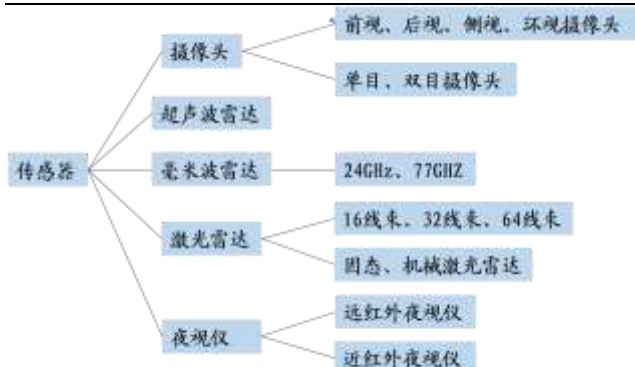 前视、后视、侧视、环视摄像头
摄像头
单目、双目摄像头
超声波雷达
传感器
毫米波雷达
24GHz、77GHZ
16线束、32线束、64线束
激光雷达
固态、机械激光雷达
远红外夜视仪
夜视仪
近红外夜视仪